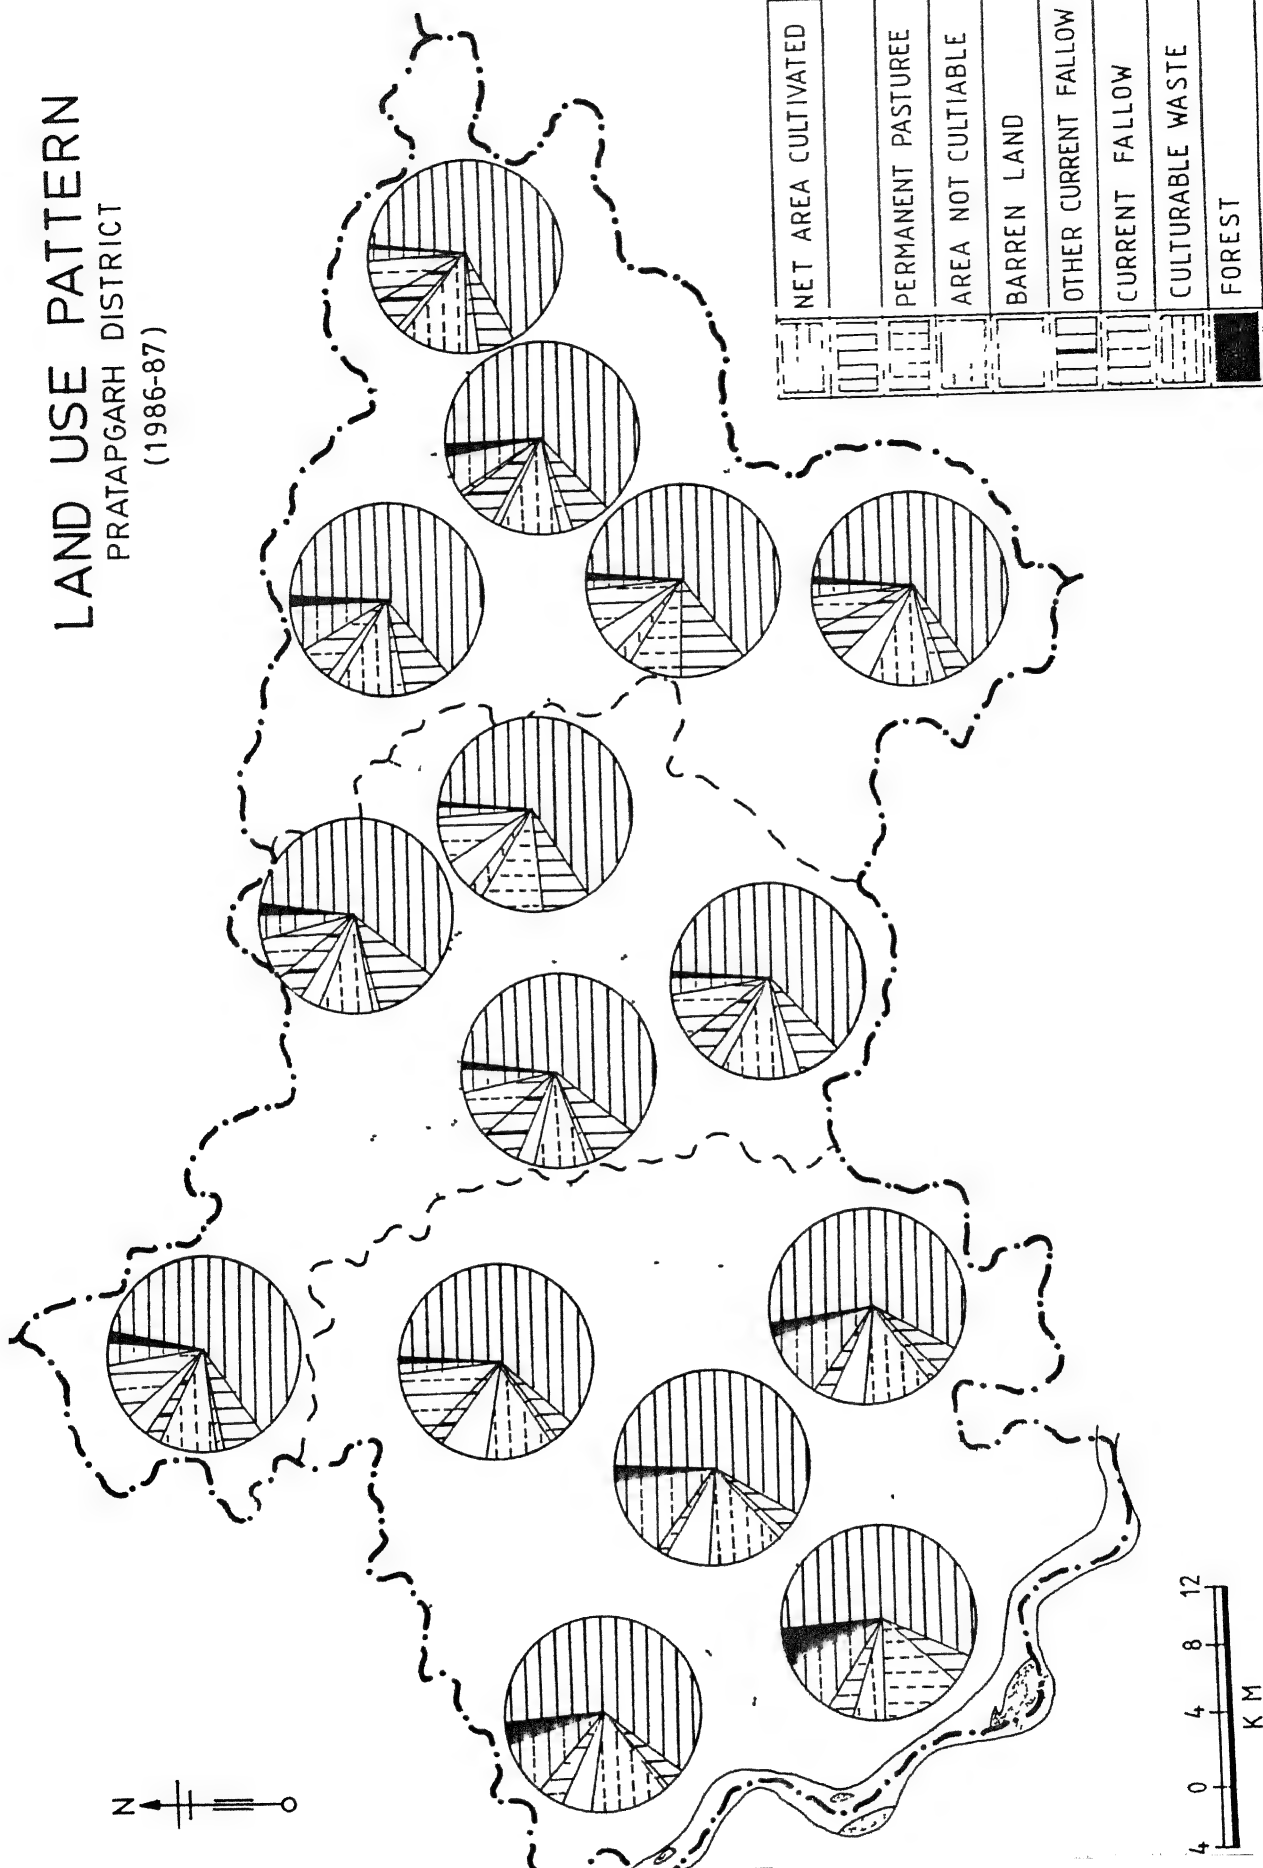 LAND USE PATTERN
PRATAPGARH DISTRICT
(1986-87)
NET AREA CULTIVATED
PERMANENT PASTUREE
AREA NOT CULTIABLE
BARREN LAND
OTHER CURRENT FALLOW
CURRENT FALLOW
CULTURABLE WASTE
FOREST
N
4 0 4 8 12
K M